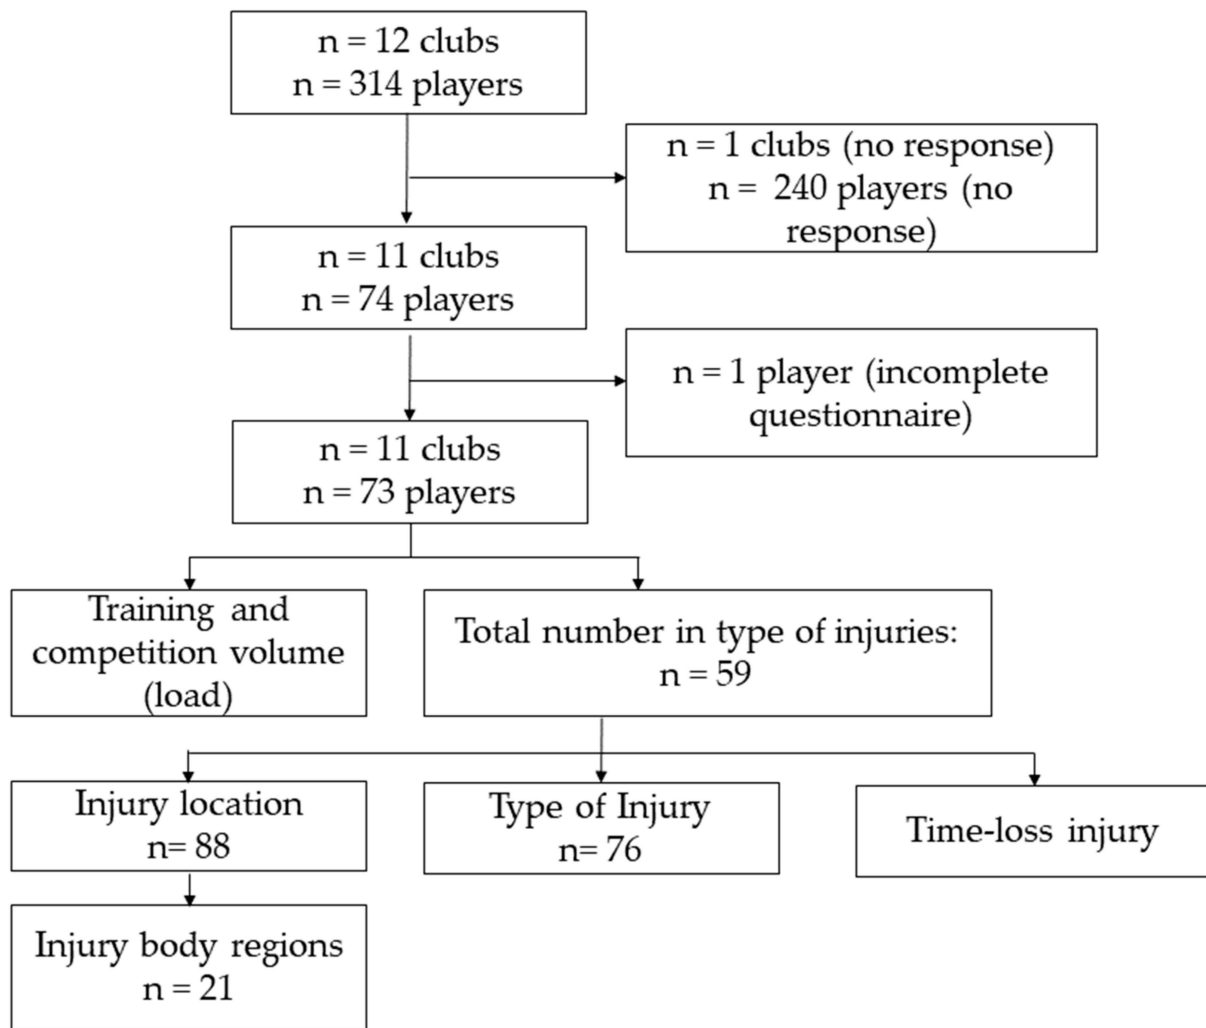 n = 12 clubs
n = 314 players
n = 1 clubs (no response)
n =  240 players (no
response)
n = 11 clubs
n = 74 players
n = 1 player (incomplete
questionnaire)
n = 11 clubs
n = 73 players
Training and
competition volume
(load)
Total number in type of injuries:
n = 59
Injury location
n= 88
Type of Injury
n= 76
Time-loss injury
Injury body regions
n = 21